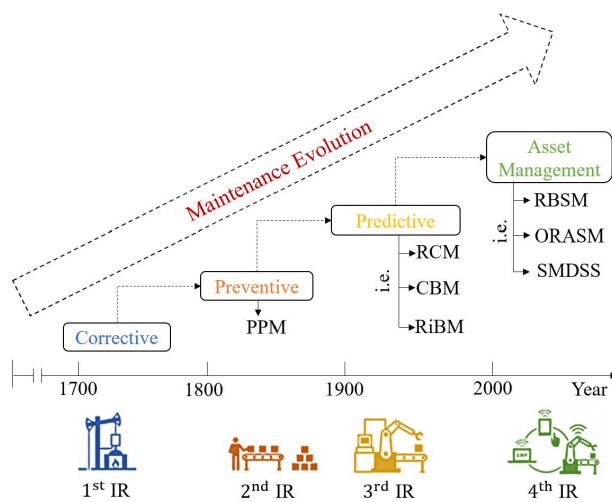 Maintenance Evolution
Asset
Management
RBSM
i.e.
ORASM
SMDSS
Predictive
RCM
i.e.
CBM
RiBM
Preventive
PPM
Corrective
1700
1800
1900
2000
Year
1st IR
2nd IR
3rd IR
4th IR